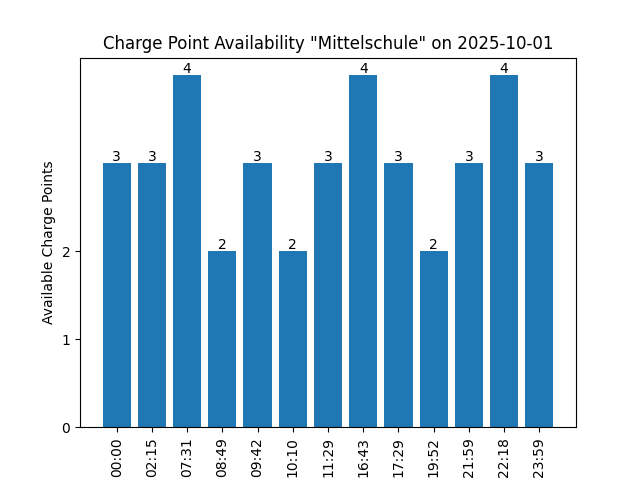 Charge Point Availability "Mittelschule" on 2025-10-01
4 4 4
3 3 3 3 3 3 3
2 2 2
Available Charge Points
2
1
0
00:00 02:15 07:31 08:49 09:42 10:10 11:29 16:43 17:29 19:52 21:59 22:18 23:59